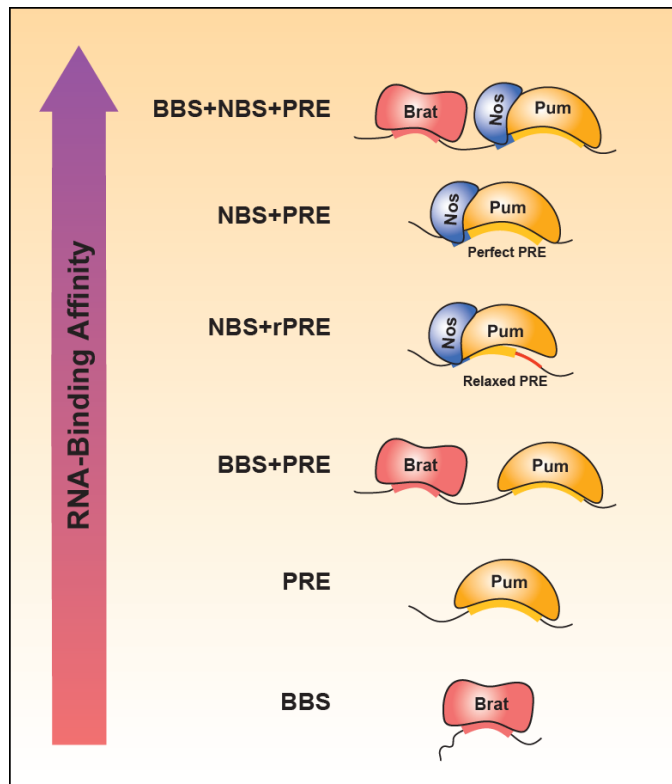 RNA-Binding Affinity
BBS+NBS+PRE
Brat
Nos
Pum
NBS+PRE
Nos
Pum
Perfect PRE
NBS+rPRE
Nos
Pum
Relaxed PRE
BBS+PRE
Brat
Pum
PRE
Pum
BBS
Brat